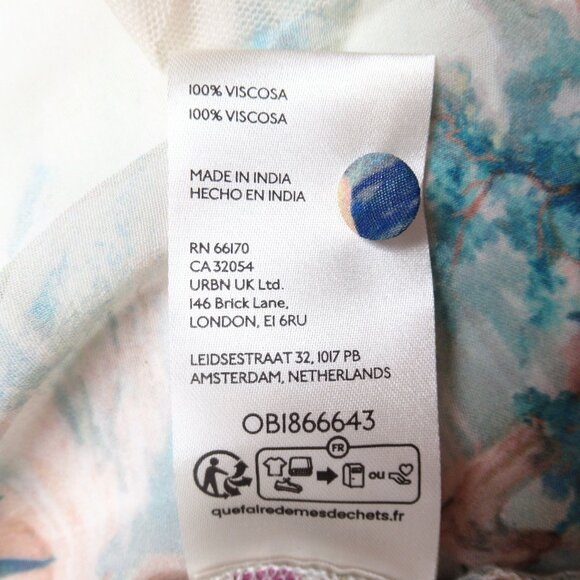 100% VISCOSA
100% VISCOSA
MADE IN INDIA
HECHO EN INDIA
RN 66170
CA 32054
URBN UK Ltd.
146 Brick Lane,
LONDON, E1 6RU
LEIDSESTRAAT 32, 1017 PB
AMSTERDAM, NETHERLANDS
OB1866643
FR
OU
quefairedemesdechets.fr